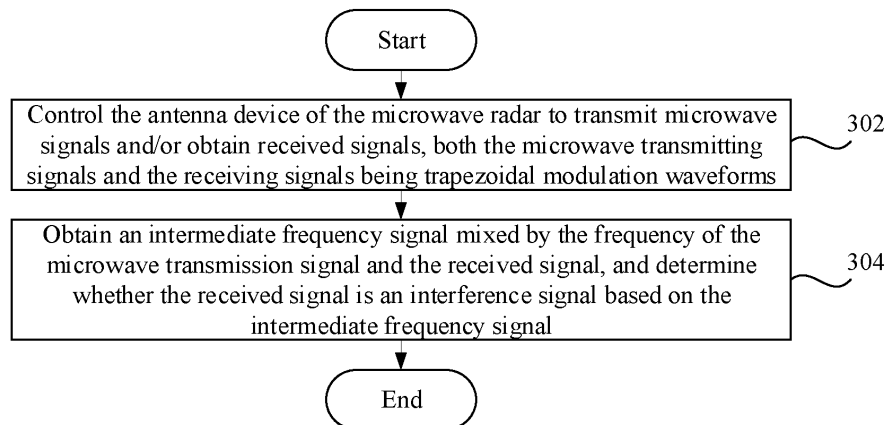 Start
Control the antenna device of the microwave radar to transmit microwave
signals and/or obtain received signals, both the microwave transmitting
signals and the receiving signals being trapezoidal modulation waveforms
302
Obtain an intermediate frequency signal mixed by the frequency of the
microwave transmission signal and the received signal, and determine
whether the received signal is an interference signal based on the
intermediate frequency signal
304
End